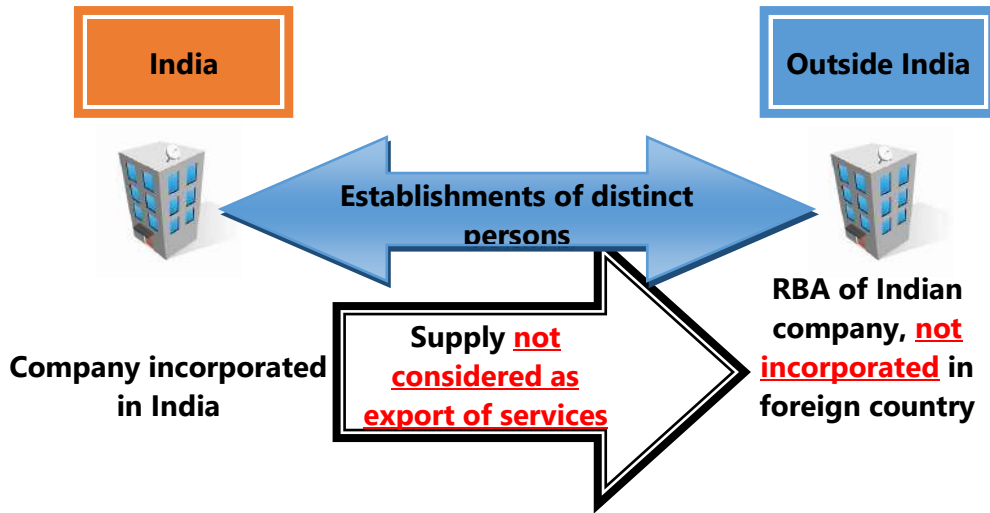 India
Outside India
Establishments of distinct
persons
Company incorporated
in India
Supply not
considered as
export of services
RBA of Indian
company, not
incorporated in
foreign country